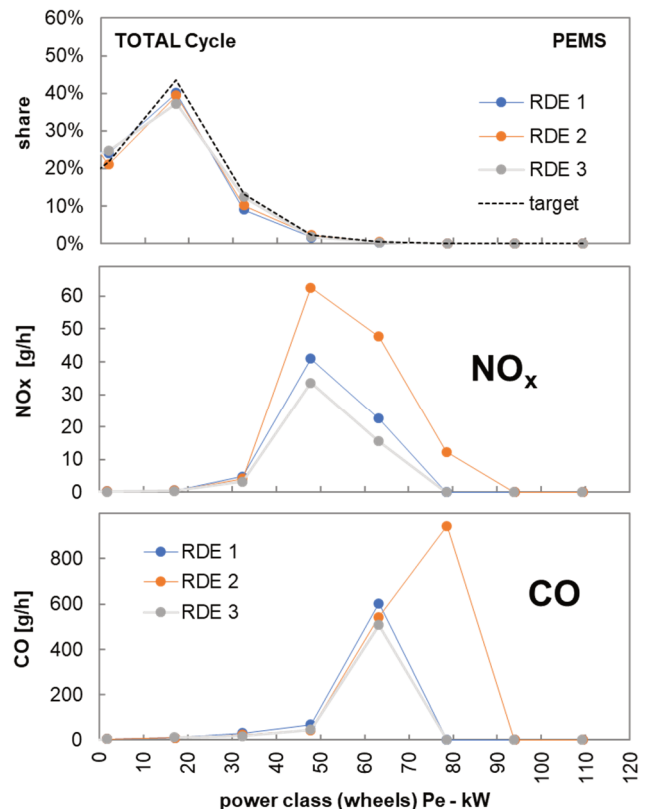 60%
TOTAL Cycle PEMS
50%
40%
RDE 1
30%
RDE 2
20%
RDE 3
10%
target
0%
share
60
50
40
30
20
10
0
NOx [g/h]
NOx
800
600
400
200
0
CO [g/h]
RDE 1
RDE 2
RDE 3
CO
0 10 20 30 40 50 60 70 80 90 100 110 120
power class (wheels) Pe - kW